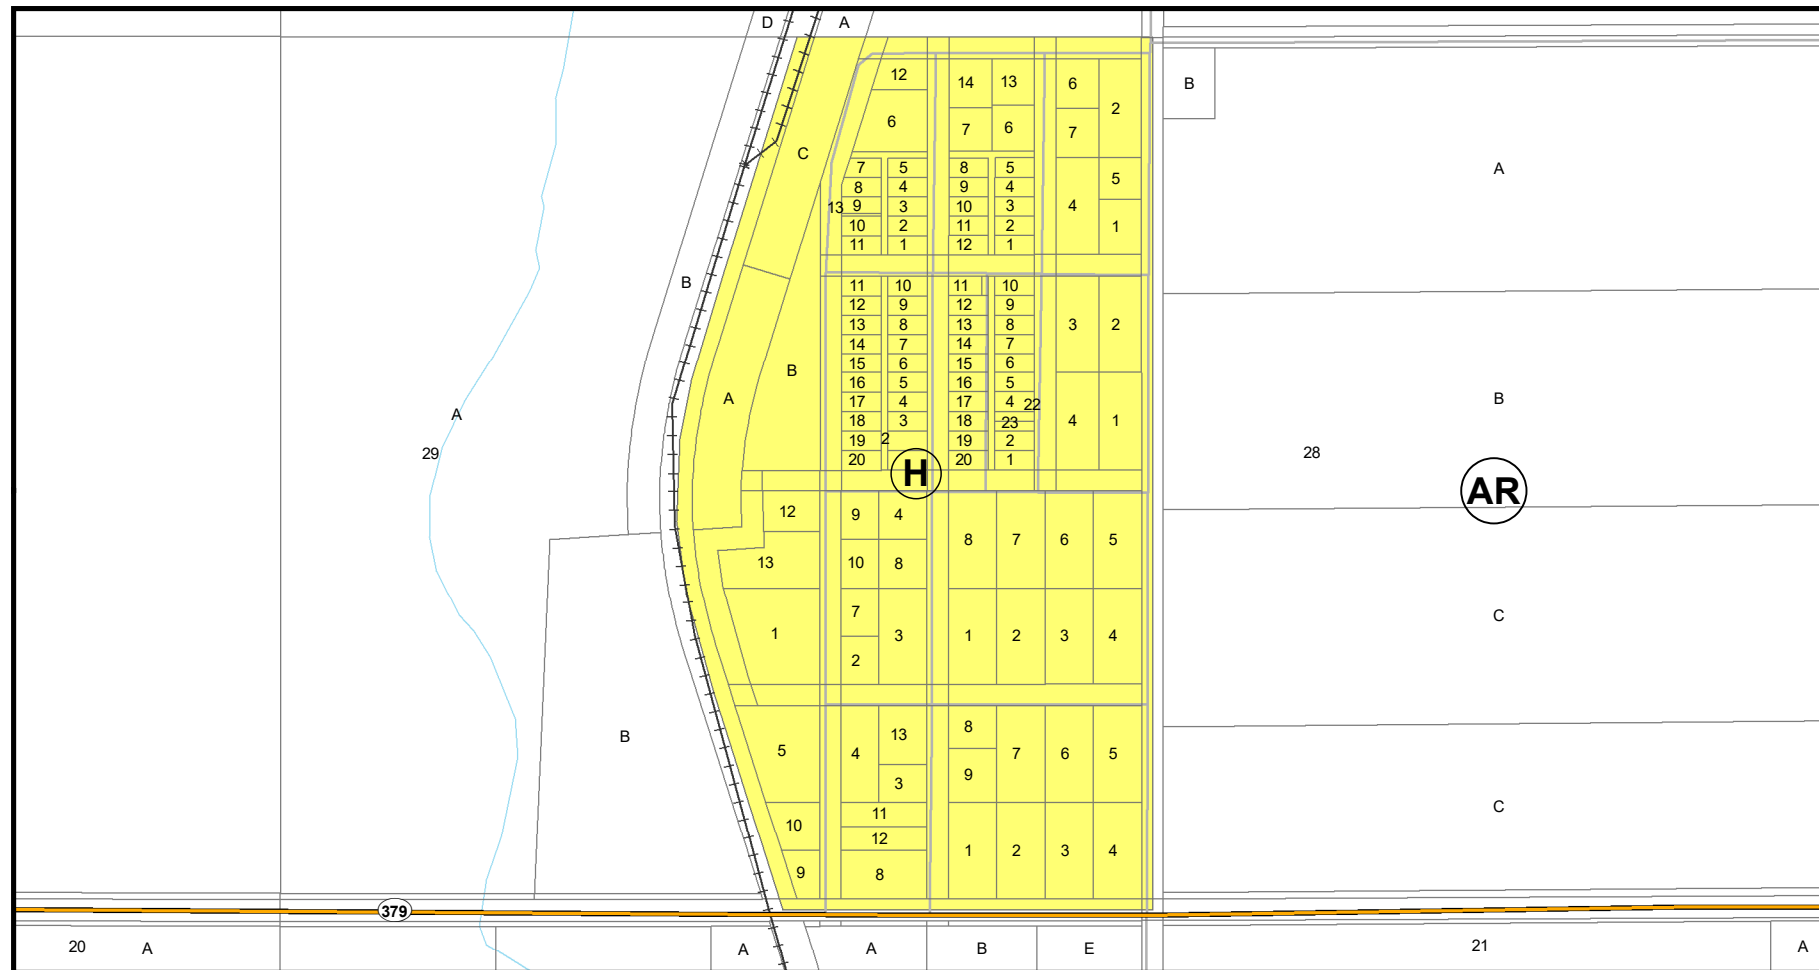 D A
12 14 13 6 2 B
6 7 6 7
C
7 5 8 5 A
8 4 9 4 5
13 9 3 10 3 4
10 2 11 2 1
11 1 12 1
B 11 10 11 10
12 9 12 9
13 8 13 8 3 2
14 7 14 7
15 6 15 6
B 16 5 16 5
A 17 4 17 4 22 B
A 18 3 18 23 4 1
19 2 19 2
29 20 20 1 28
H AR
12 9 4
13 10 8 8 7 6 5
7 C
1 3 1 2 3 4
2
B 5 4 13 8 7 6 5
3 9
10 11 C
12
9 8 1 2 3 4
379
20 A A A B E 21 A